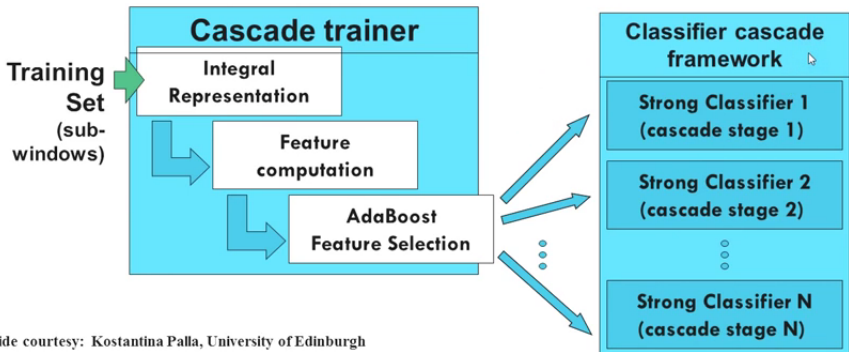 Cascade trainer
Training
Set
(sub-
windows)
Integral
Representation
Feature
computation
AdaBoost
Feature Selection
Classifier cascade
framework
Strong Classifier 1
(cascade stage 1)
Strong Classifier 2
(cascade stage 2)
Strong Classifier N
(cascade stage N)
ide courtesy: Kostantina Palla, University of Edinburgh